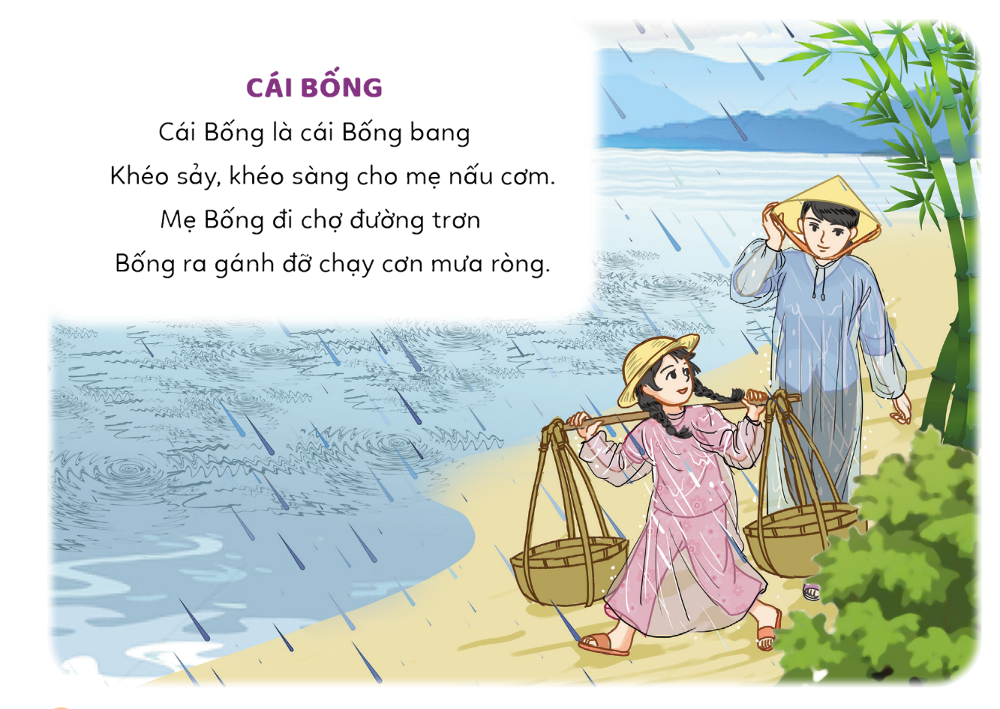 CÁI BỐNG
Cái Bống là cái Bống bang
Khéo sảy, khéo sàng cho mẹ nấu cơm.
Mẹ Bống đi chợ đường trơn
Bống ra gánh đỡ chạy cơn mưa ròng.